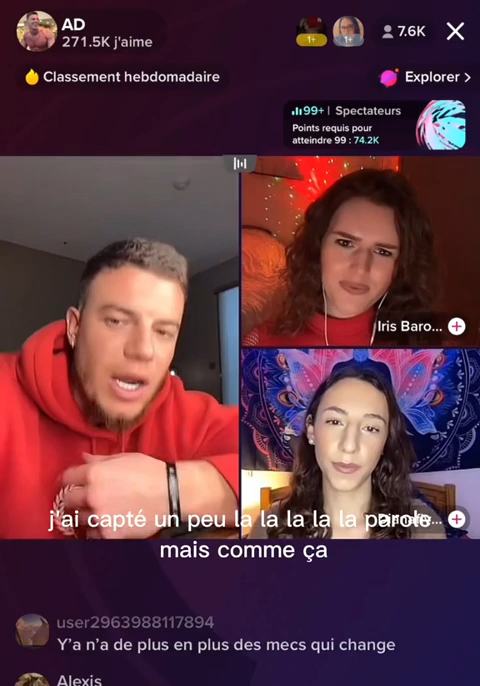 AD
271.5K j'aime
1+
1+
7.6K
Classement hebdomadaire
Explorer >
99+ | Spectateurs
Points requis pour
atteindre 99 : 74.2K
Iris Baro...
j'ai capté un peu la la la la la
mais comme ça
user2963988117894
Y'a n'a de plus en plus des mecs qui change
Alexis